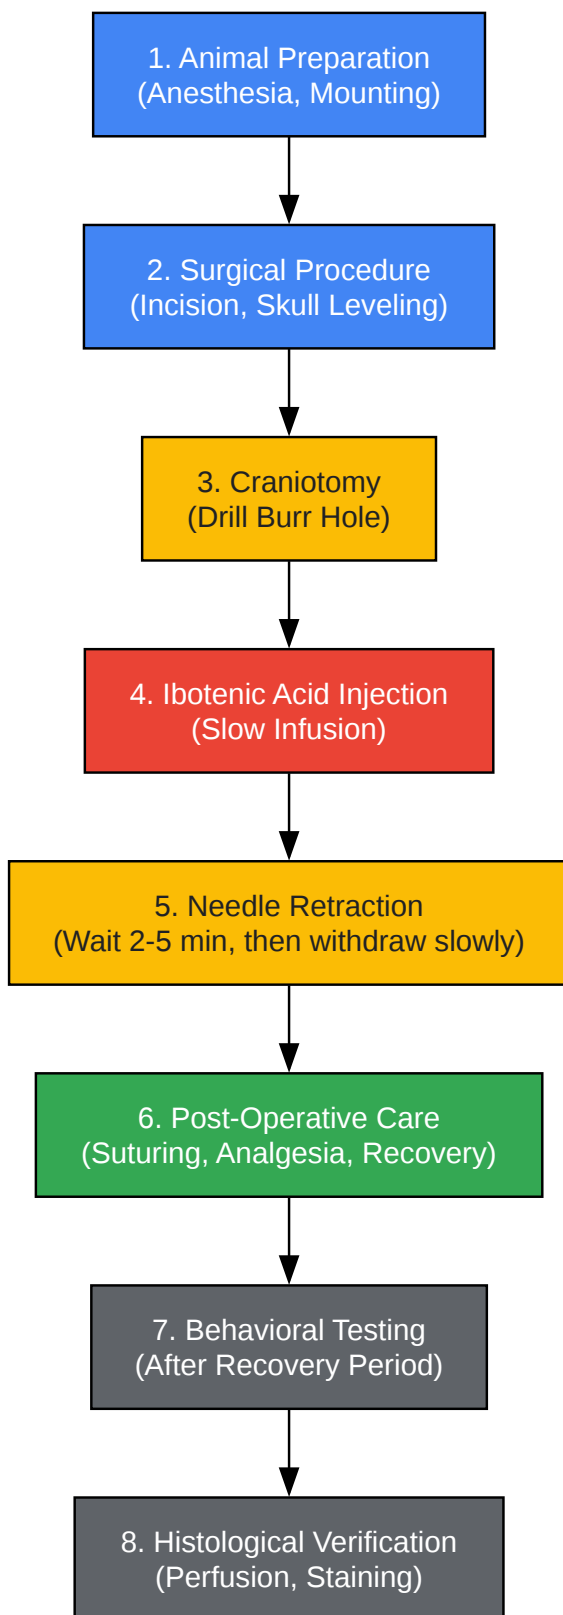 1. Animal Preparation
(Anesthesia, Mounting)
2. Surgical Procedure
(Incision, Skull Leveling)
3. Craniotomy
(Drill Burr Hole)
4. Ibotenic Acid Injection
(Slow Infusion)
5. Needle Retraction
(Wait 2-5 min, then withdraw slowly)
6. Post-Operative Care
(Suturing, Analgesia, Recovery)
7. Behavioral Testing
(After Recovery Period)
8. Histological Verification
(Perfusion, Staining)